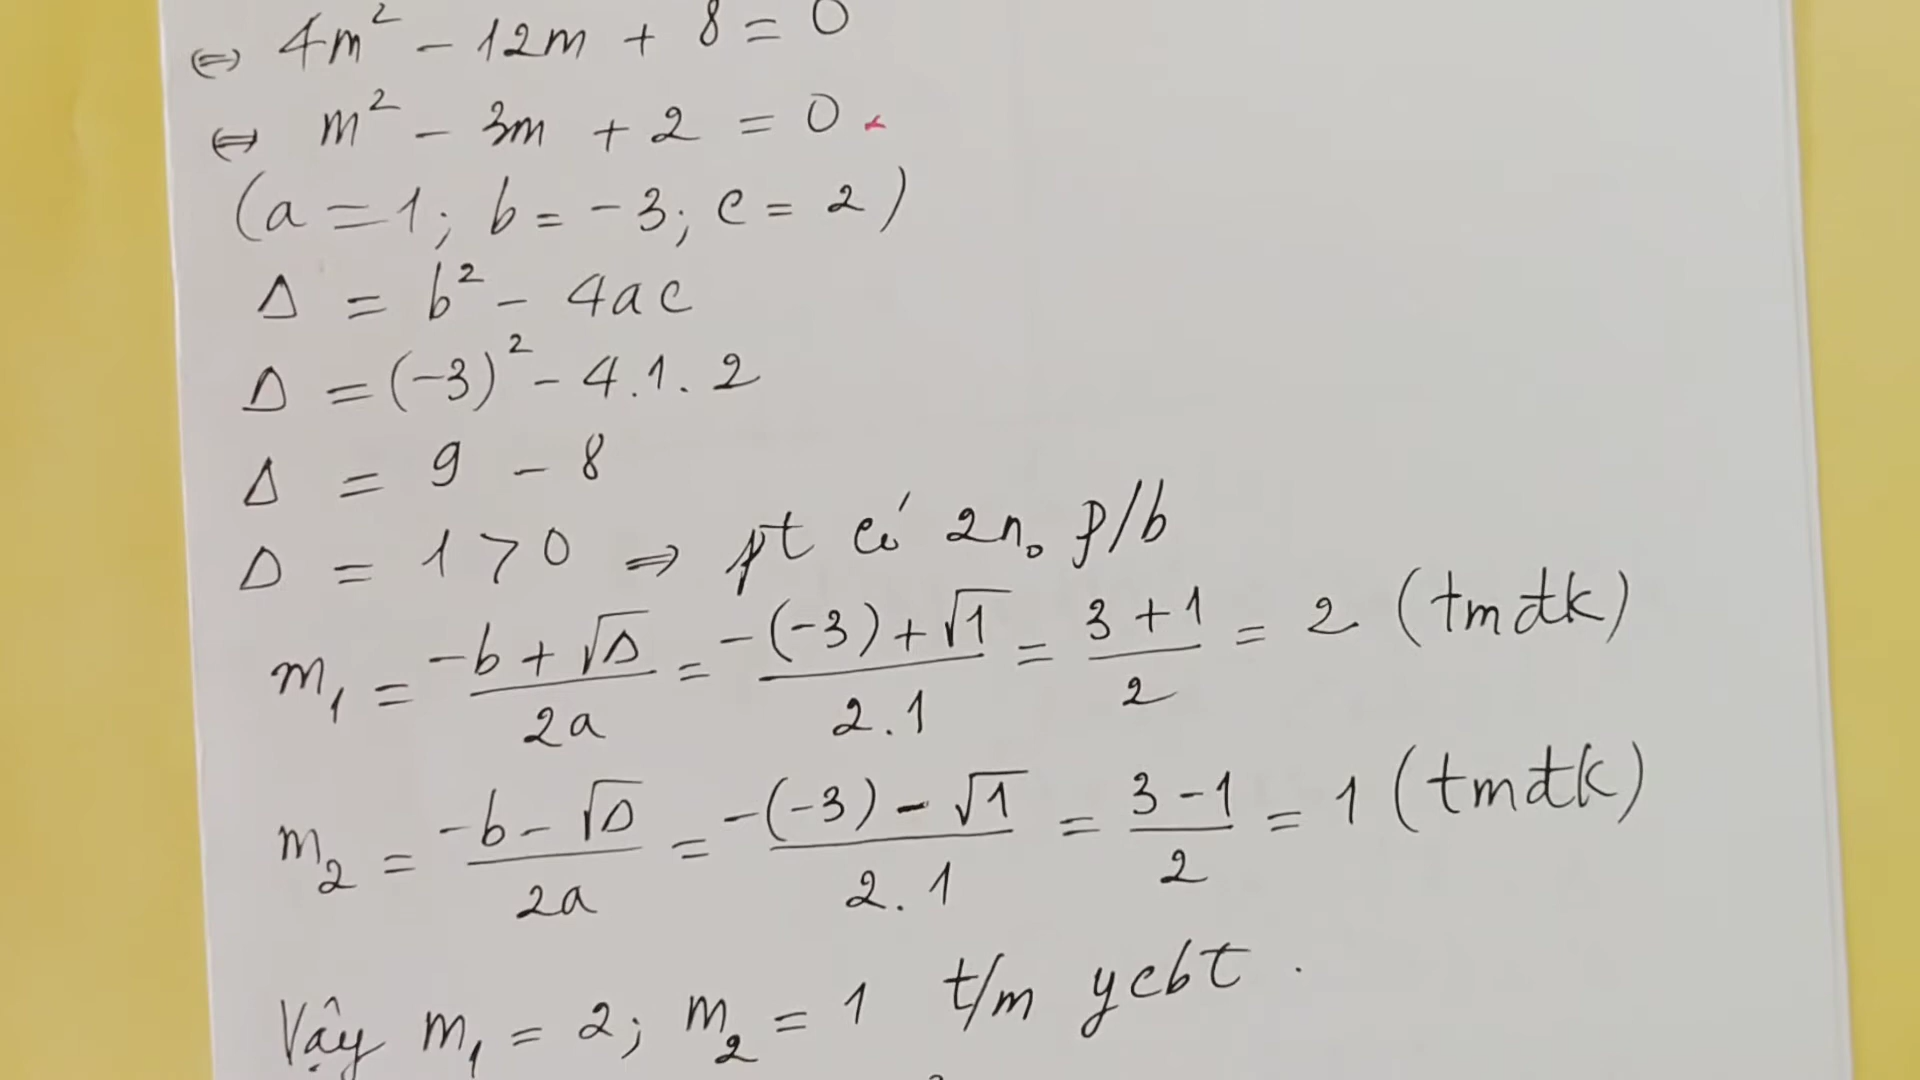 ⇔ 4m² - 12m + 8 = 0
⇔ m² - 3m + 2 = 0
(a = 1; b = -3; c = 2)
Δ = b² - 4ac
Δ = (-3)² - 4.1.2
Δ = 9 - 8
Δ = 1 > 0 ⇒ pt có 2n₀ p/b
m₁ = (-b + √Δ)/2a = (-(-3) + √1)/2.1 = (3 + 1)/2 = 2 (tmđk)
m₂ = (-b - √Δ)/2a = (-(-3) - √1)/2.1 = (3 - 1)/2 = 1 (tmđk)
Vậy m₁ = 2; m₂ = 1 t/m ycbt.